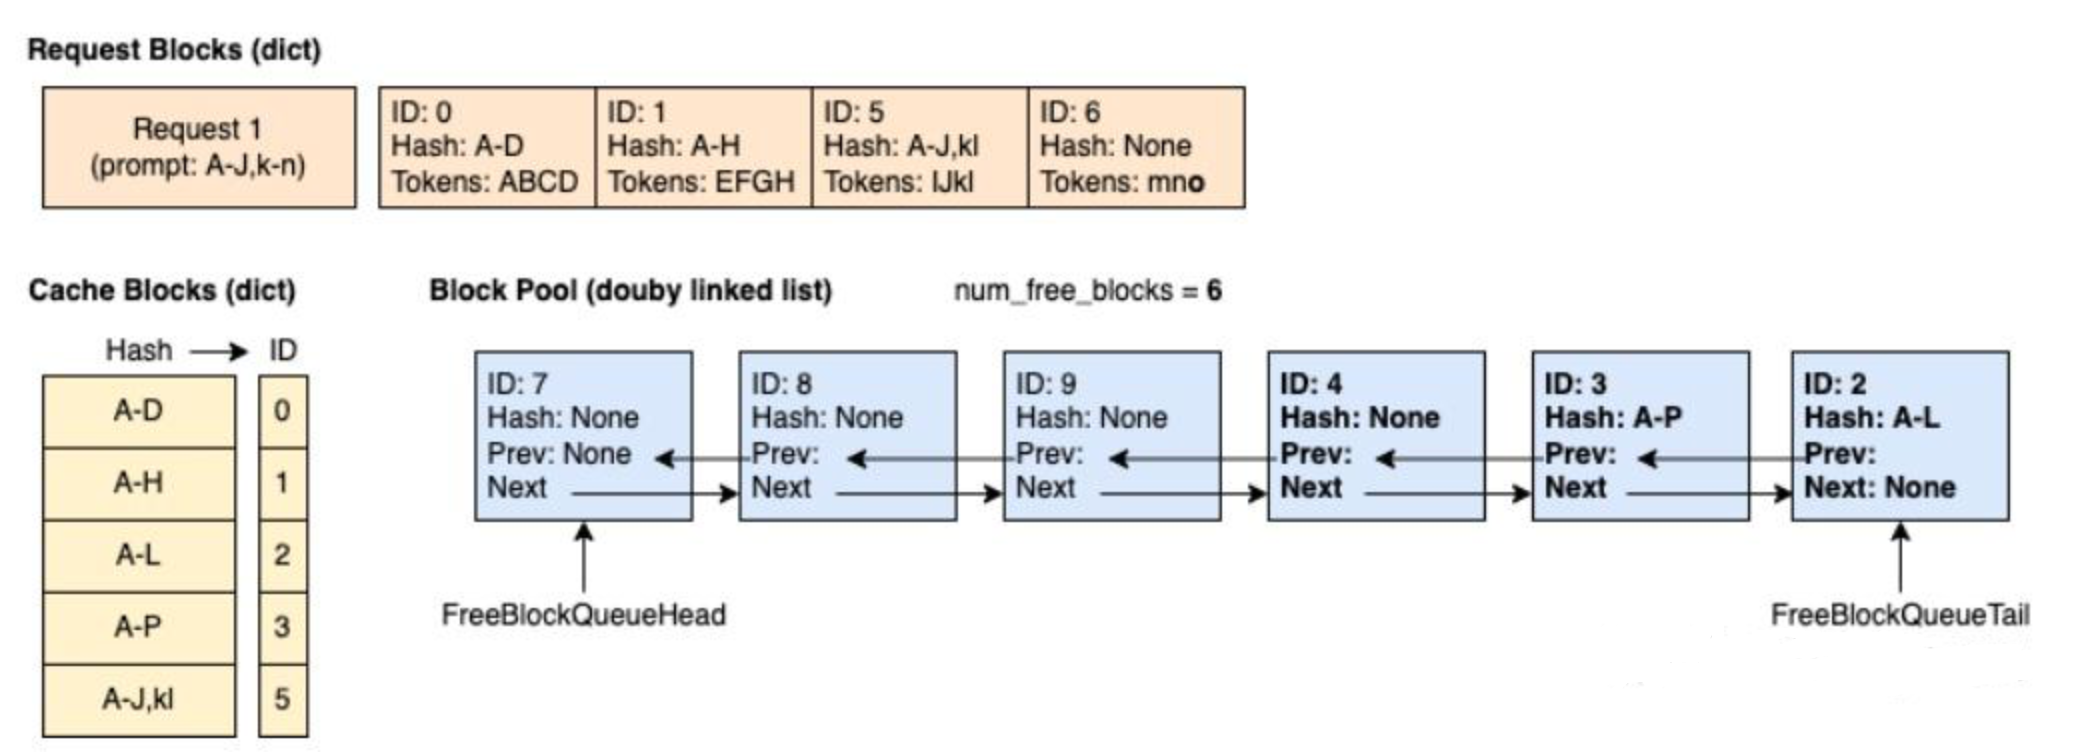 Request Blocks (dict)
Request 1
(prompt: A-J,k-n)
ID: 0
Hash: A-D
Tokens: ABCD
ID: 1
Hash: A-H
Tokens: EFGH
ID: 5
Hash: A-J,kl
Tokens: IJkl
ID: 6
Hash: None
Tokens: mno
Cache Blocks (dict)
Hash ID
A-D 0
A-H 1
A-L 2
A-P 3
A-J,kl 5
Block Pool (douby linked list)
num_free_blocks = 6
ID: 7
Hash: None
Prev: None
Next
ID: 8
Hash: None
Prev:
Next
ID: 9
Hash: None
Prev:
Next
ID: 4
Hash: None
Prev:
Next
ID: 3
Hash: A-P
Prev:
Next
ID: 2
Hash: A-L
Prev:
Next: None
FreeBlockQueueHead
FreeBlockQueueTail